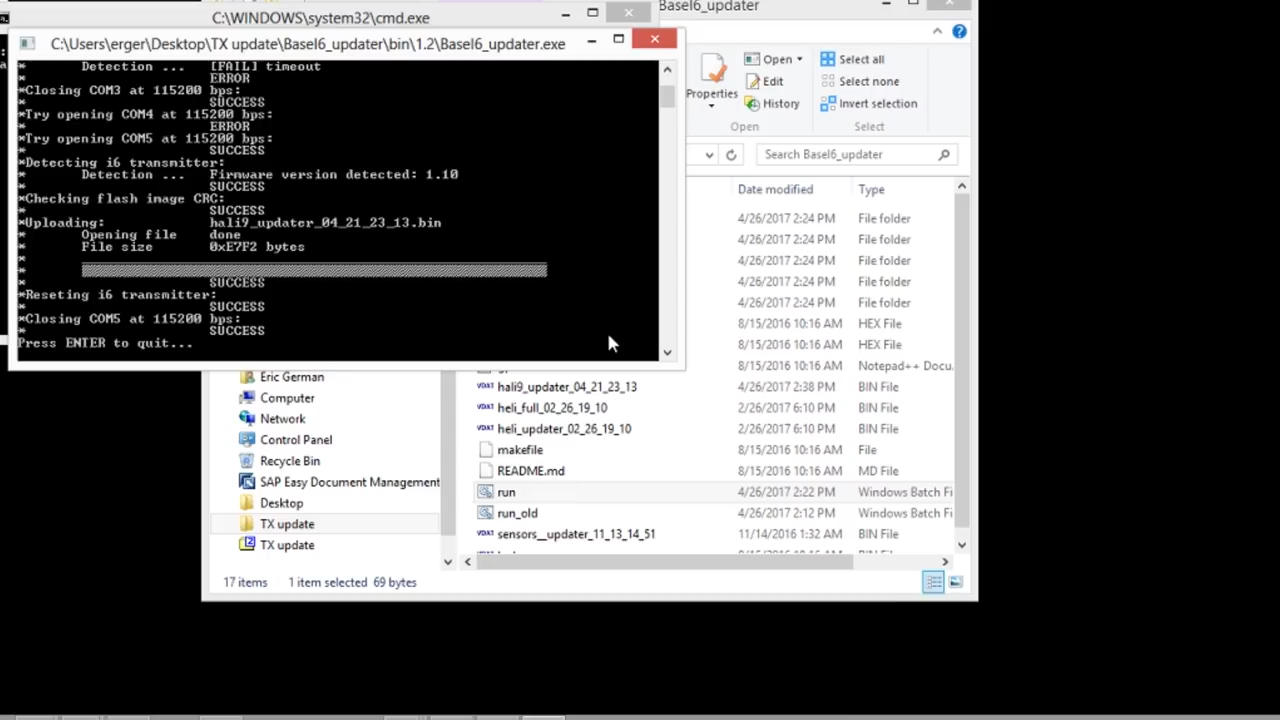 C:\WINDOWS\system32\cmd.exe
Basel6_updater
C:\Users\erger\Desktop\TX update\Basel6_updater\bin\1.2\Basel6_updater.exe
* Detection ... [FAIL] timeout
* ERROR
*Closing COM3 at 115200 bps:
* SUCCESS
*Try opening COM4 at 115200 bps:
* ERROR
*Try opening COM5 at 115200 bps:
* SUCCESS
*Detecting i6 transmitter:
* Detection ... Firmware version detected: 1.10
* SUCCESS
*Checking flash image CRC:
* SUCCESS
*Uploading: hali9_updater_04_21_23_13.bin
* Opening file done
* File size 0xE7F2 bytes
*
*
* SUCCESS
*Reseting i6 transmitter:
* SUCCESS
*Closing COM5 at 115200 bps:
* SUCCESS
Press ENTER to quit...
Properties
Open
Edit
History
Open
Select all
Select none
Invert selection
Select
Search Basel6_updater
Date modified Type
4/26/2017 2:24 PM File folder
4/26/2017 2:24 PM File folder
4/26/2017 2:24 PM File folder
4/26/2017 2:24 PM File folder
4/26/2017 2:24 PM File folder
8/15/2016 10:16 AM HEX File
8/15/2016 10:16 AM HEX File
8/15/2016 10:16 AM Notepad++ Docu...
hali9_updater_04_21_23_13 4/26/2017 2:38 PM BIN File
heli_full_02_26_19_10 2/26/2017 6:10 PM BIN File
heli_updater_02_26_19_10 2/26/2017 6:10 PM BIN File
makefile 8/15/2016 10:16 AM File
README.md 8/15/2016 10:16 AM MD File
run 4/26/2017 2:22 PM Windows Batch Fi
run_old 4/26/2017 2:12 PM Windows Batch Fi
sensors__updater_11_13_14_51 11/14/2016 1:32 AM BIN File
Eric German
Computer
Network
Control Panel
Recycle Bin
SAP Easy Document Management
Desktop
TX update
TX update
17 items 1 item selected 69 bytes